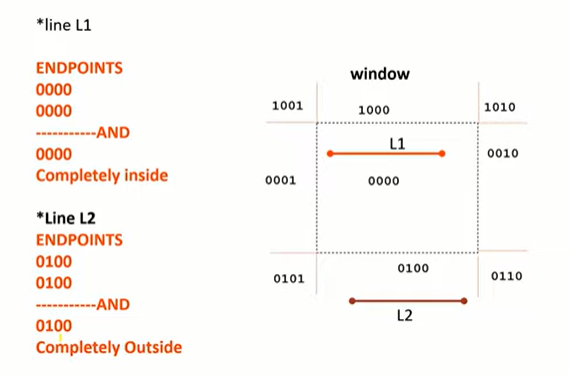 *line L1
ENDPOINTS
0000
0000
-----------AND
0000
Completely inside
*Line L2
ENDPOINTS
0100
0100
-----------AND
0100
Completely Outside
window
1001
1000
1010
L1
0010
0001
0000
0101
0100
0110
L2